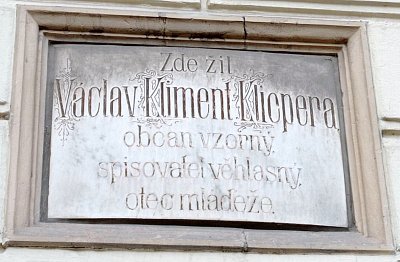 Zde žil
Václav Kliment Klicpera,
občan vzorný,
spisovatel věhlasný,
otec mládeže.